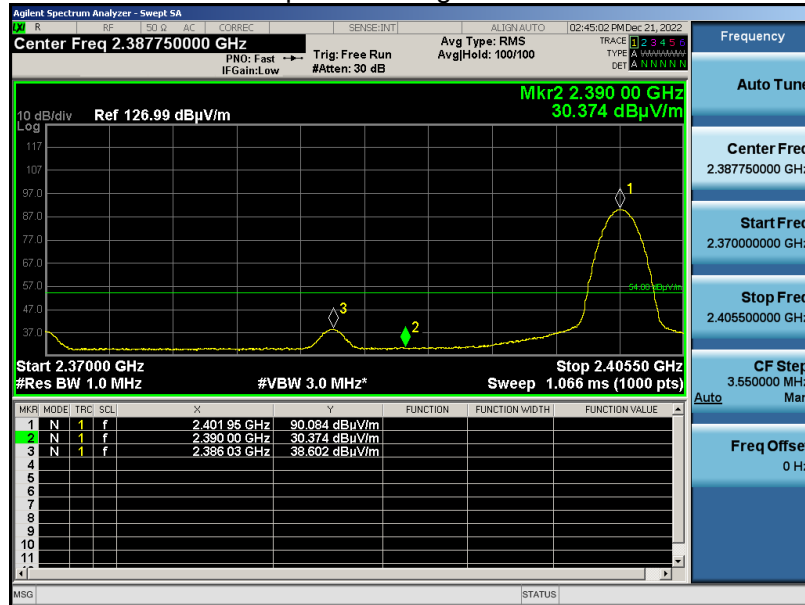 Agilent Spectrum Analyzer - Swept SA
LXI R RF 50 Ω AC CORREC SENSE:INT ALIGN AUTO 02:45:02 PM Dec 21, 2022
Center Freq 2.387750000 GHz
PNO: Fast
IFGain:Low
Trig: Free Run
#Atten: 30 dB
Avg Type: RMS
Avg|Hold: 100/100
TRACE 1 2 3 4 5 6
TYPE A WWWWW
DET A N N N N N
Mkr2 2.390 00 GHz
30.374 dBµV/m
10 dB/div Ref 126.99 dBµV/m
Log
117
107
97.0
87.0
77.0
67.0
57.0
47.0
37.0
1
54.00 dBµV/m
3
2
Start 2.37000 GHz Stop 2.40550 GHz
#Res BW 1.0 MHz #VBW 3.0 MHz* Sweep 1.066 ms (1000 pts)
MKR MODE TRC SCL X Y FUNCTION FUNCTION WIDTH FUNCTION VALUE
1 N 1 f 2.401 95 GHz 90.084 dBµV/m
2 N 1 f 2.390 00 GHz 30.374 dBµV/m
3 N 1 f 2.386 03 GHz 38.602 dBµV/m
4
5
6
7
8
9
10
11
MSG STATUS
Frequency
Auto Tune
Center Freq
2.387750000 GHz
Start Freq
2.370000000 GHz
Stop Freq
2.405500000 GHz
CF Step
3.550000 MHz
Auto Man
Freq Offset
0 Hz